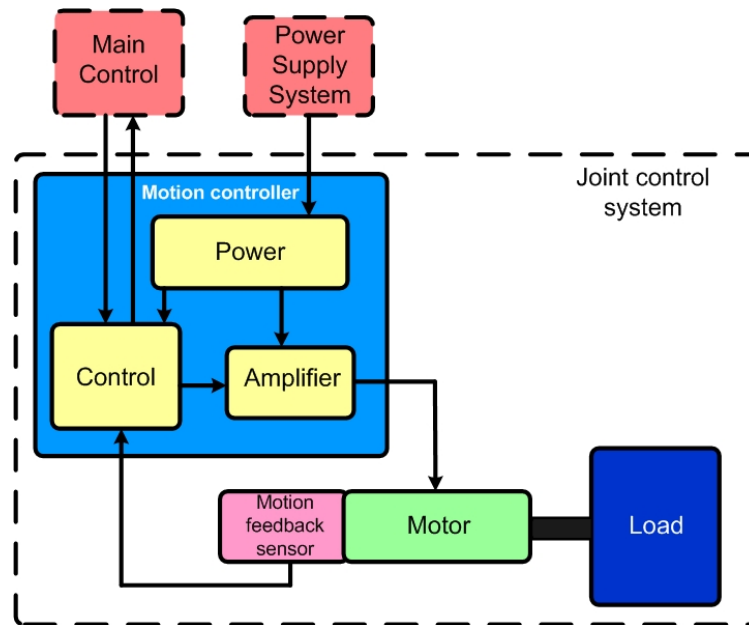 Main
Control
Power
Supply
System
Joint control
system
Motion controller
Power
Control
Amplifier
Motion
feedback
sensor
Motor
Load